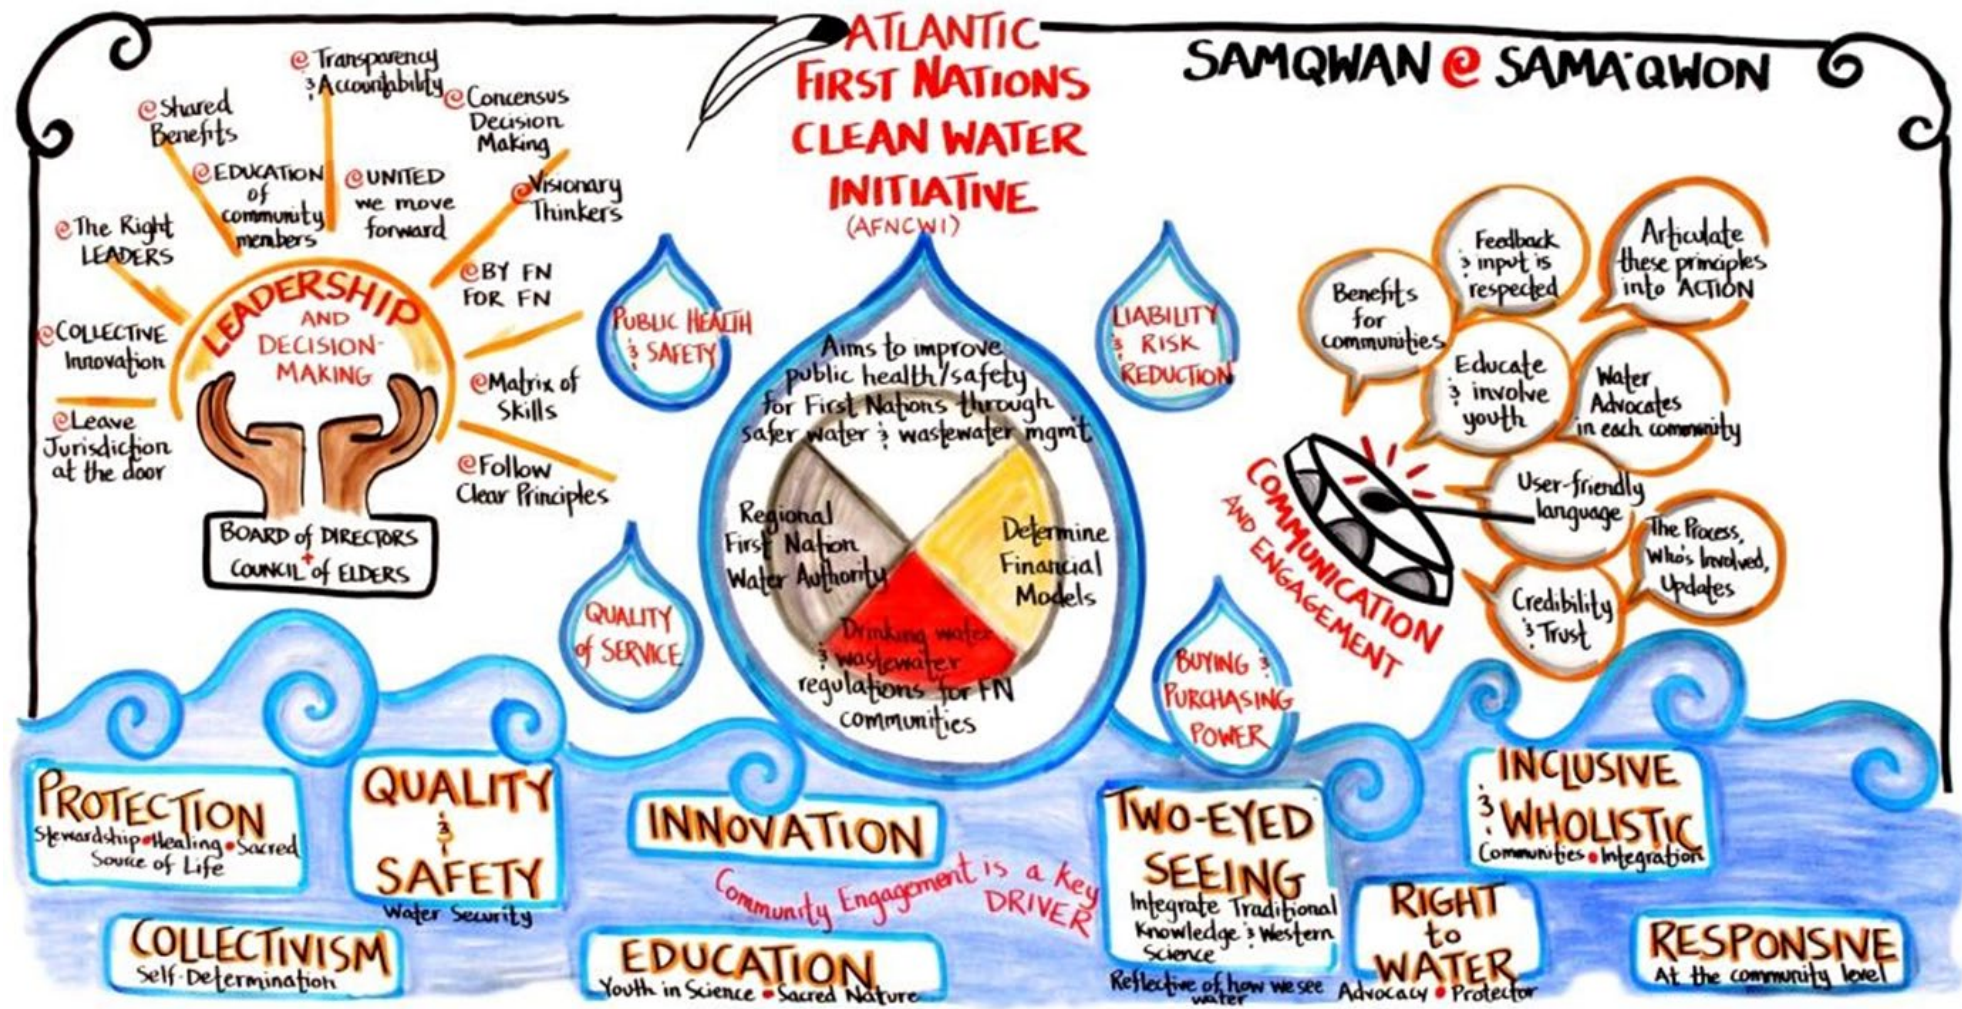 ATLANTIC
FIRST NATIONS
CLEAN WATER
INITIATIVE
(AFNCWI)
SAMQWAN @ SAMA'QWON
@ Transparency
& Accountability
@ Shared
Benefits
@ Concensus
Decision
Making
@ EDUCATION
of
community
members
@ UNITED
we move
forward
@ Visionary
Thinkers
@ The Right
LEADERS
@ BY FN
FOR FN
@ COLLECTIVE
Innovation
@ Matrix of
Skills
@ Leave
Jurisdiction
at the door
@ Follow
Clear Principles
LEADERSHIP
AND
DECISION-
MAKING
BOARD of DIRECTORS
+
COUNCIL of ELDERS
PUBLIC HEALTH
& SAFETY
LIABILITY
& RISK
REDUCTION
QUALITY
of SERVICE
BUYING &
PURCHASING
POWER
Aims to improve
public health/safety
for First Nations through
safer water & wastewater mgmt
Regional
First Nation
Water Authority
Determine
Financial
Models
Drinking water
& wastewater
regulations for FN
communities
Benefits
for
communities
Feedback
& input is
respected
Articulate
these principles
into ACTION
Educate
& involve
youth
Water
Advocates
in each community
User-friendly
language
The Process,
Who's Involved,
Updates
Credibility
& Trust
COMMUNICATION
AND ENGAGEMENT
PROTECTION
Stewardship • Healing • Sacred
Source of Life
QUALITY
&
SAFETY
Water Security
COLLECTIVISM
Self-Determination
INNOVATION
Community Engagement is a Key
DRIVER
EDUCATION
Youth in Science • Sacred Nature
TWO-EYED
SEEING
Integrate Traditional
Knowledge & Western
Science
Reflective of how we see
water
INCLUSIVE
& WHOLISTIC
Communities • Integration
RIGHT
to
WATER
Advocacy • Protector
RESPONSIVE
At the community level